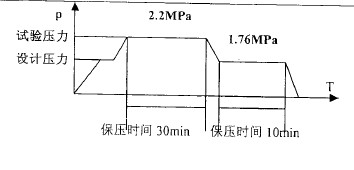 p
2.2MPa
试验压力
1.76MPa
设计压力
T
保压时间 30min
保压时间 10min